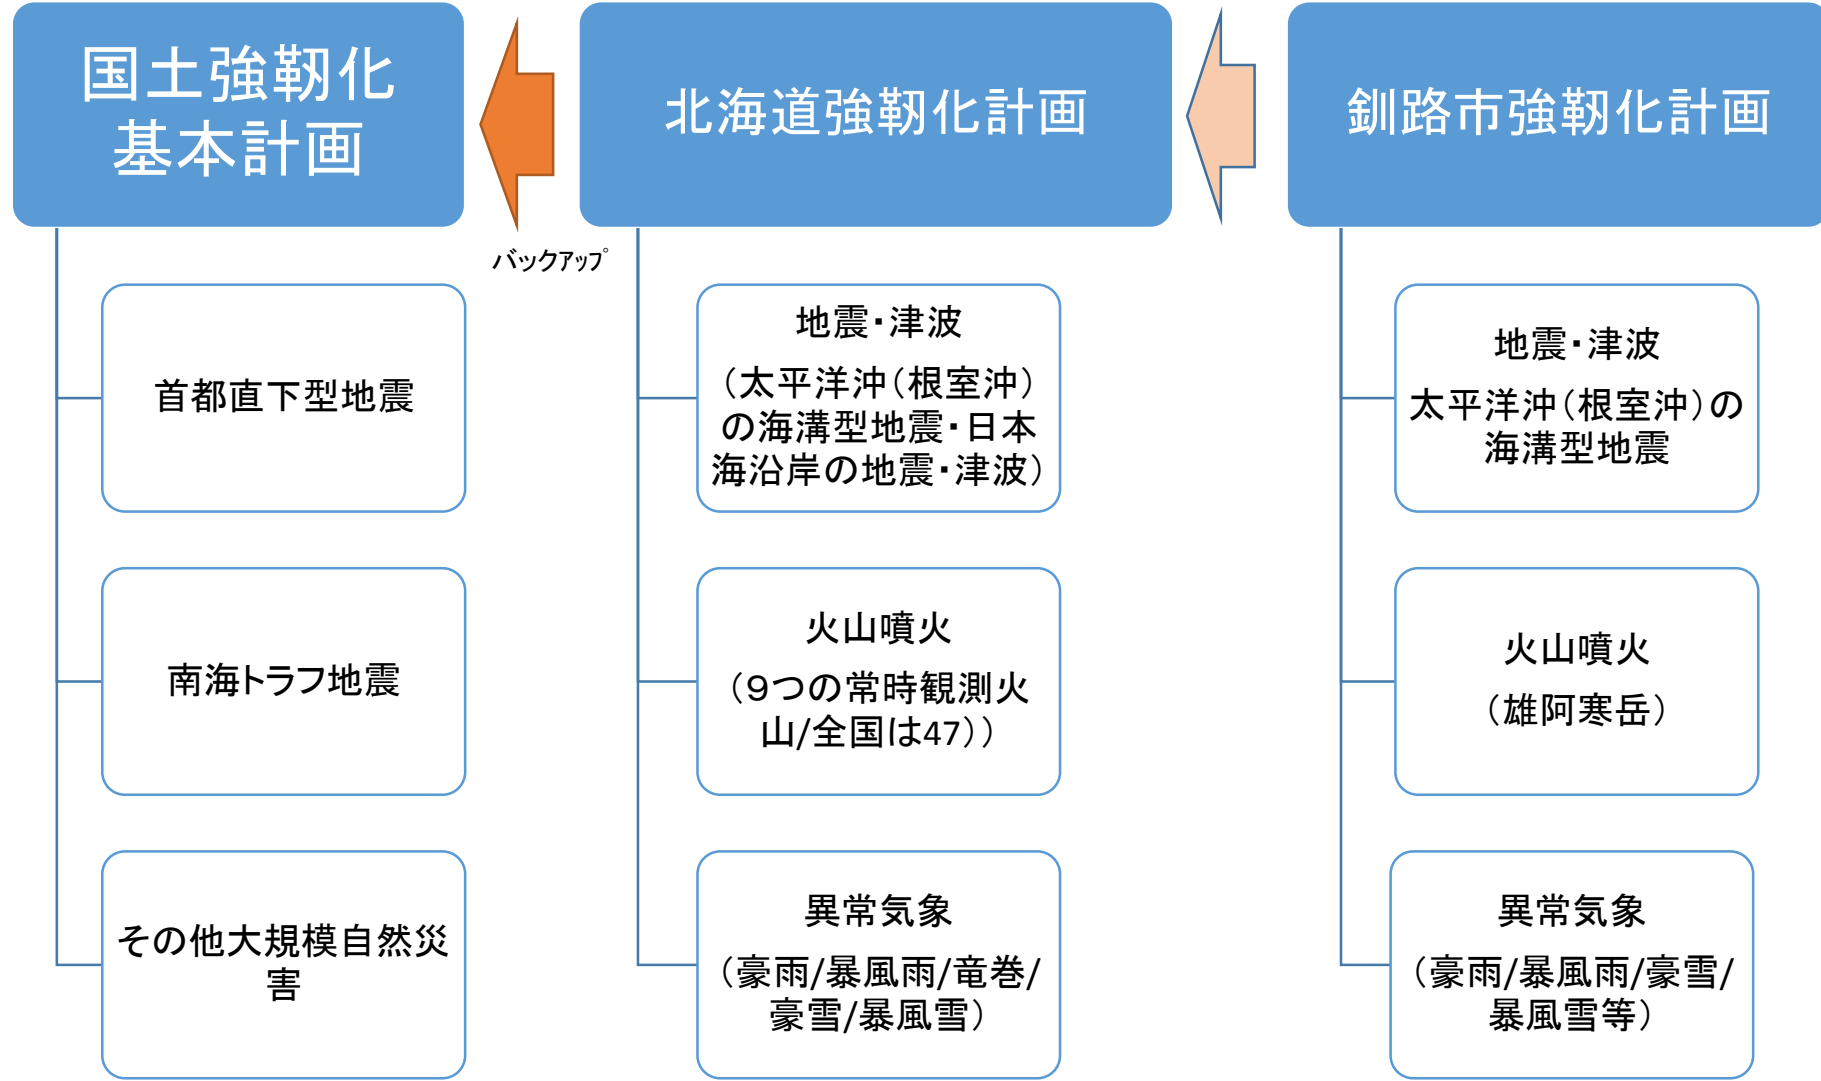 国土強靭化
基本計画
バックアップ
首都直下型地震
南海トラフ地震
その他大規模自然災
害
北海道強靭化計画
地震・津波
（太平洋沖（根室沖）
の海溝型地震・日本
海沿岸の地震・津波）
火山噴火
（９つの常時観測火
山/全国は47））
異常気象
（豪雨/暴風雨/竜巻/
豪雪/暴風雪）
釧路市強靭化計画
地震・津波
太平洋沖（根室沖）の
海溝型地震
火山噴火
（雄阿寒岳）
異常気象
（豪雨/暴風雨/豪雪/
暴風雪等）